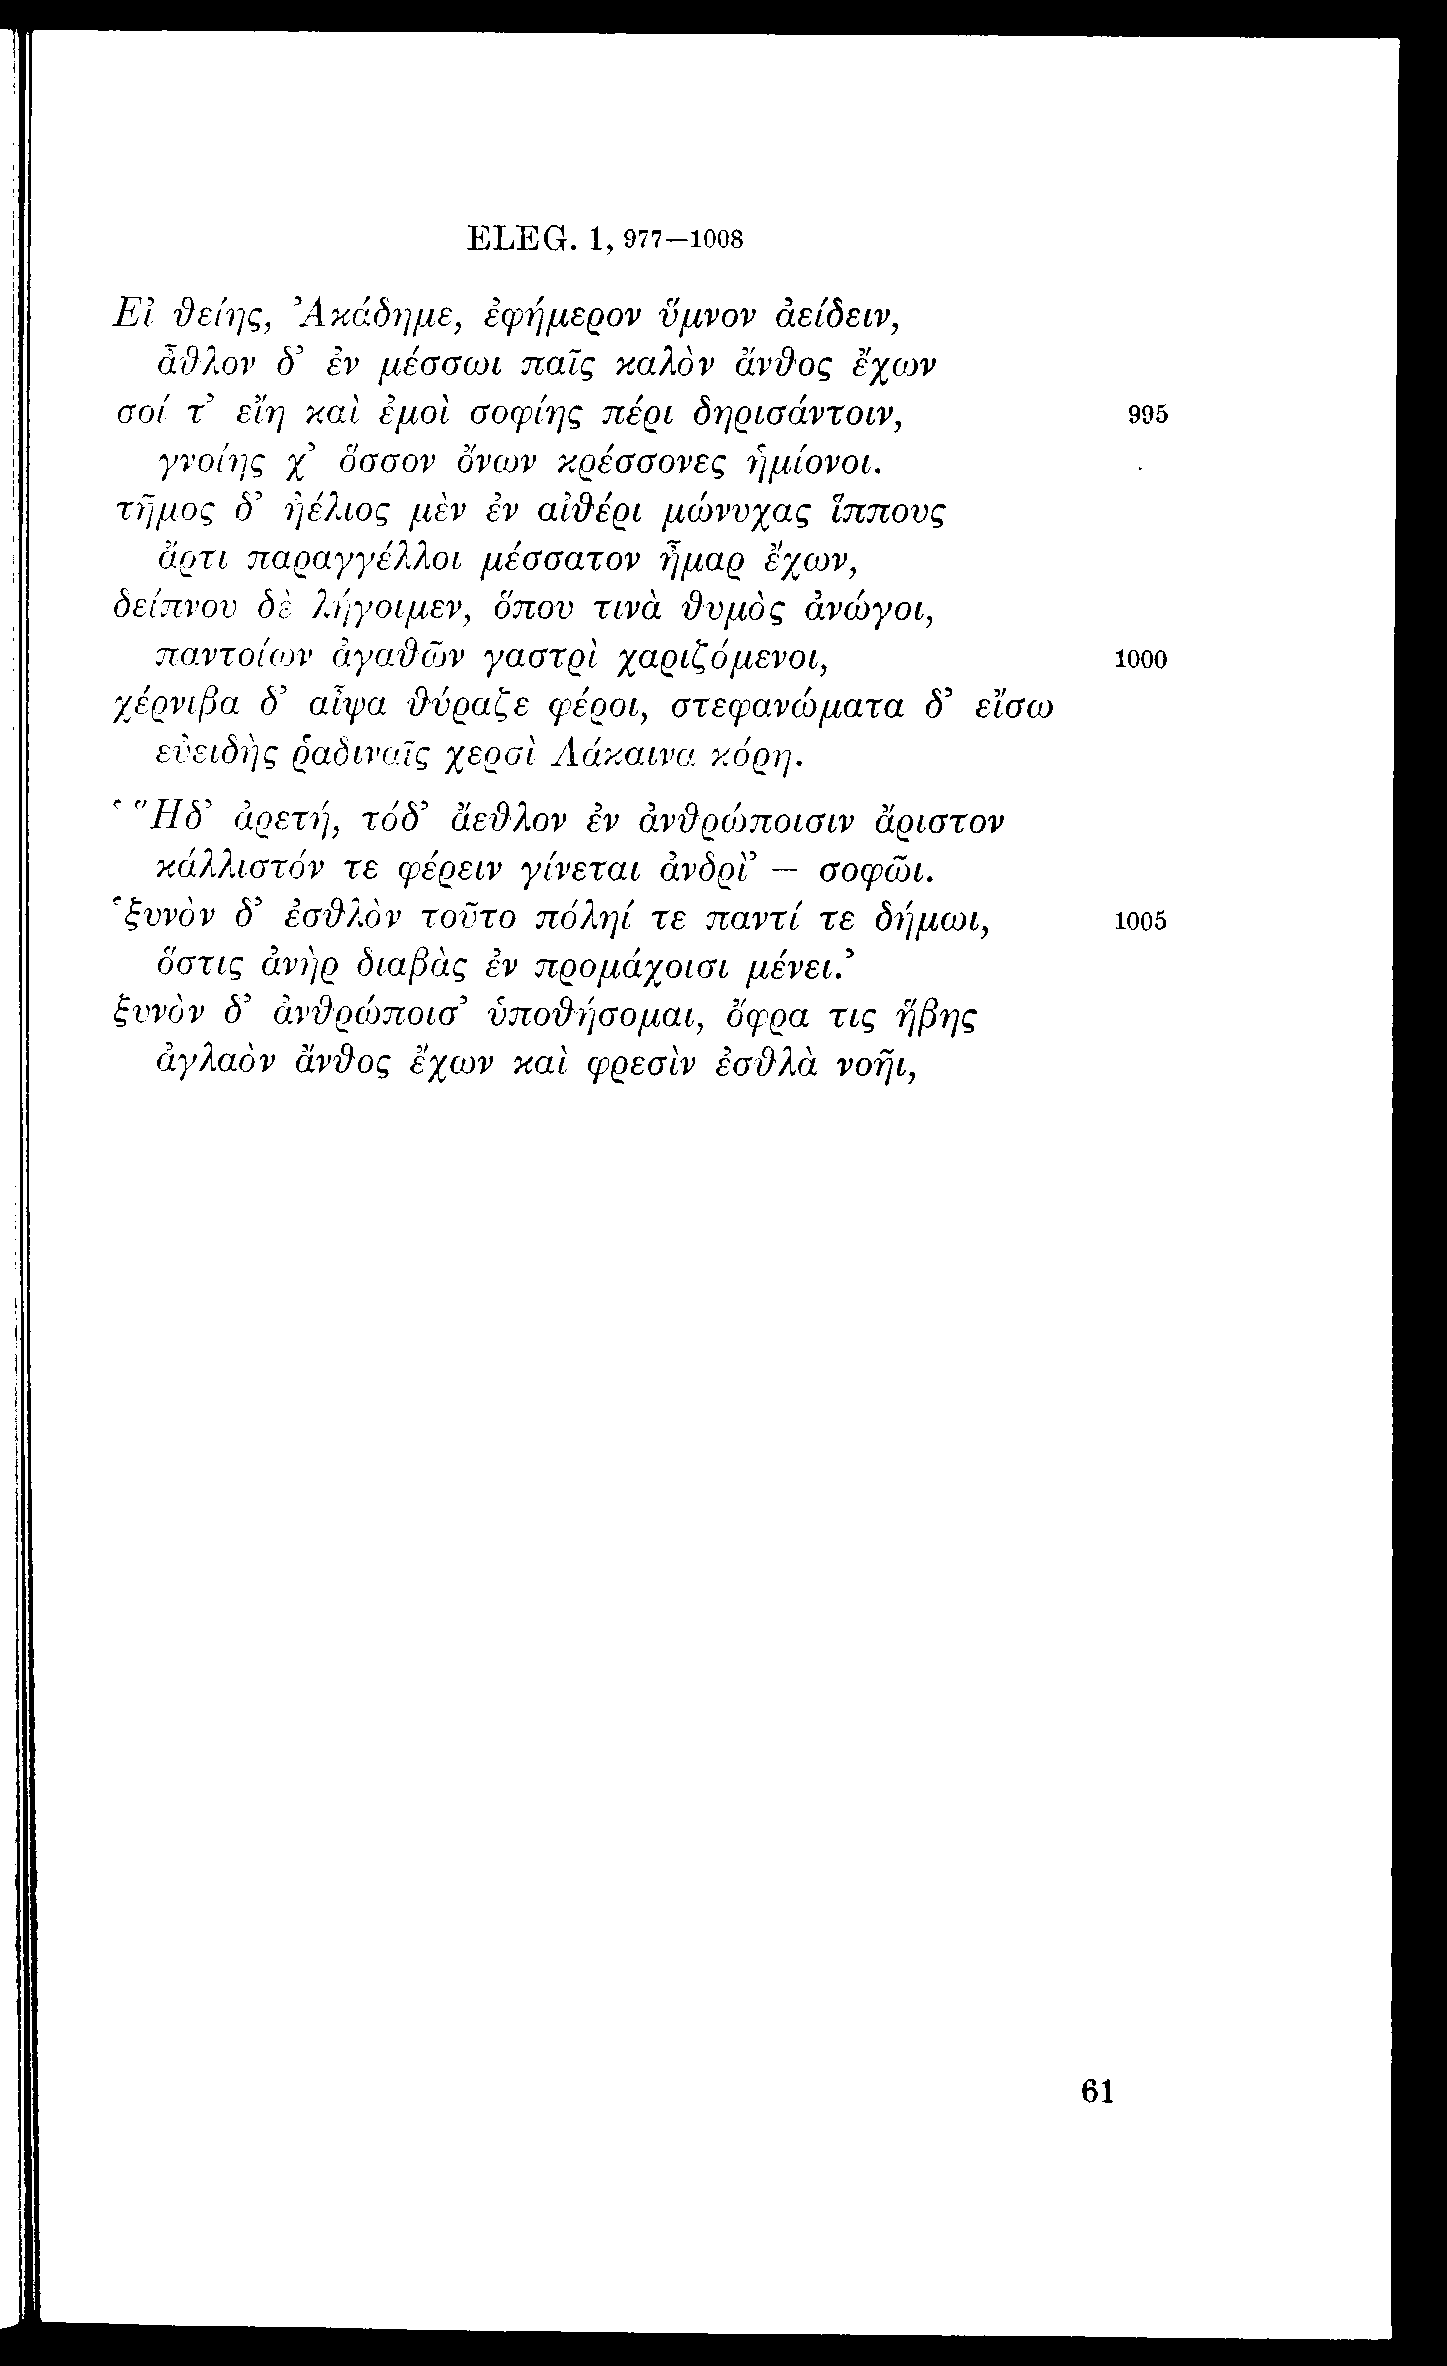 ELEG. 1, 977—1008
Εἰ θείης, Ἀκάδημε, ἐφήμερον ὕμνον ἀείδειν,
ἆθλον δ’ ἐν μέσσωι παῖς καλὸν ἄνθος ἔχων
σοί τ’ εἴη καὶ ἐμοὶ σοφίης πέρι δηρισάντοιν, 995
γνοίης χ’ ὅσσον ὄνων κρέσσονες ἡμίονοι.
τῆμος δ’ ἠέλιος μὲν ἐν αἰθέρι μώνυχας ἵππους
ἄρτι παραγγέλλοι μέσσατον ἦμαρ ἔχων,
δείπνου δὲ λήγοιμεν, ὅπου τινὰ θυμὸς ἀνώγοι,
παντοίων ἀγαθῶν γαστρὶ χαριζόμενοι, 1000
χέρνιβα δ’ αἶψα θύραζε φέροι, στεφανώματα δ’ εἴσω
εὐειδὴς ῥαδιναῖς χερσὶ Λάκαινα κόρη.
‘ Ἥδ’ ἀρετή, τόδ’ ἄεθλον ἐν ἀνθρώποισιν ἄριστον
κάλλιστόν τε φέρειν γίνεται ἀνδρὶ’ — σοφῶι.
‘ξυνὸν δ’ ἐσθλὸν τοῦτο πόληί τε παντί τε δήμωι, 1005
ὅστις ἀνὴρ διαβὰς ἐν προμάχοισι μένει.’
ξυνὸν δ’ ἀνθρώποισ’ ὑποθήσομαι, ὄφρα τις ἥβης
ἀγλαὸν ἄνθος ἔχων καὶ φρεσὶν ἐσθλὰ νοῆι,
61